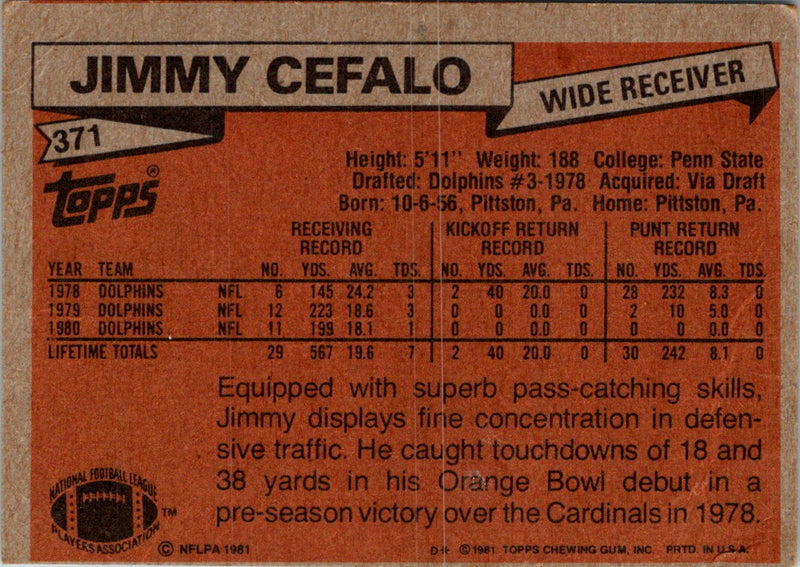 JIMMY CEFALO
WIDE RECEIVER
371
Topps®
Height: 5'11'' Weight: 188 College: Penn State
Drafted: Dolphins #3-1978 Acquired: Via Draft
Born: 10-6-56, Pittston, Pa. Home: Pittston, Pa.
RECEIVING RECORD KICKOFF RETURN RECORD PUNT RETURN RECORD
YEAR TEAM NO. YDS. AVG. TDS. NO. YDS. AVG. TDS. NO. YDS. AVG. TDS.
1978 DOLPHINS NFL 6 145 24.2 3 2 40 20.0 0 28 232 8.3 0
1979 DOLPHINS NFL 12 223 18.6 3 0 0 0.0 0 2 10 5.0 0
1980 DOLPHINS NFL 11 199 18.1 1 0 0 0.0 0 0 0 0.0 0
LIFETIME TOTALS 29 567 19.6 7 2 40 20.0 0 30 242 8.1 0
Equipped with superb pass-catching skills,
Jimmy displays fine concentration in defen-
sive traffic. He caught touchdowns of 18 and
38 yards in his Orange Bowl debut in a
pre-season victory over the Cardinals in 1978.
NATIONAL FOOTBALL LEAGUE
PLAYERS ASSOCIATION
TM
© NFLPA 1981
© 1981 TOPPS CHEWING GUM, INC. PRTD. IN U.S.A.